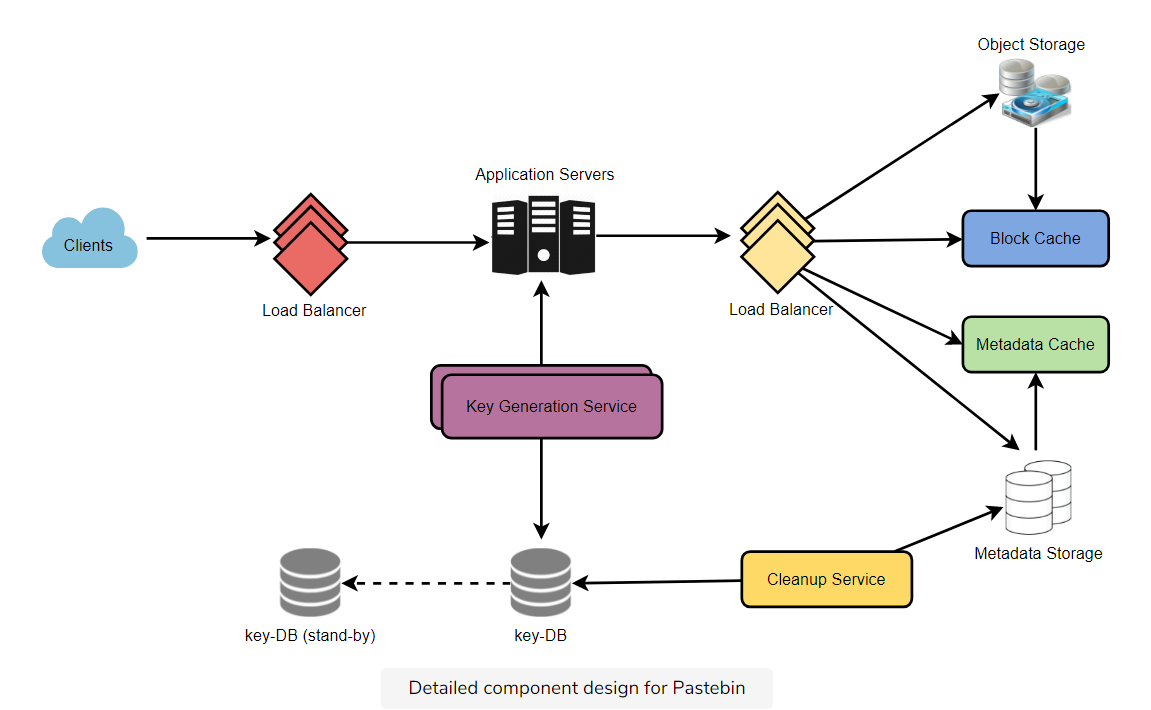 Object Storage
Application Servers
Clients
Block Cache
Load Balancer
Load Balancer
Metadata Cache
Key Generation Service
Metadata Storage
Cleanup Service
key-DB (stand-by)
key-DB
Detailed component design for Pastebin